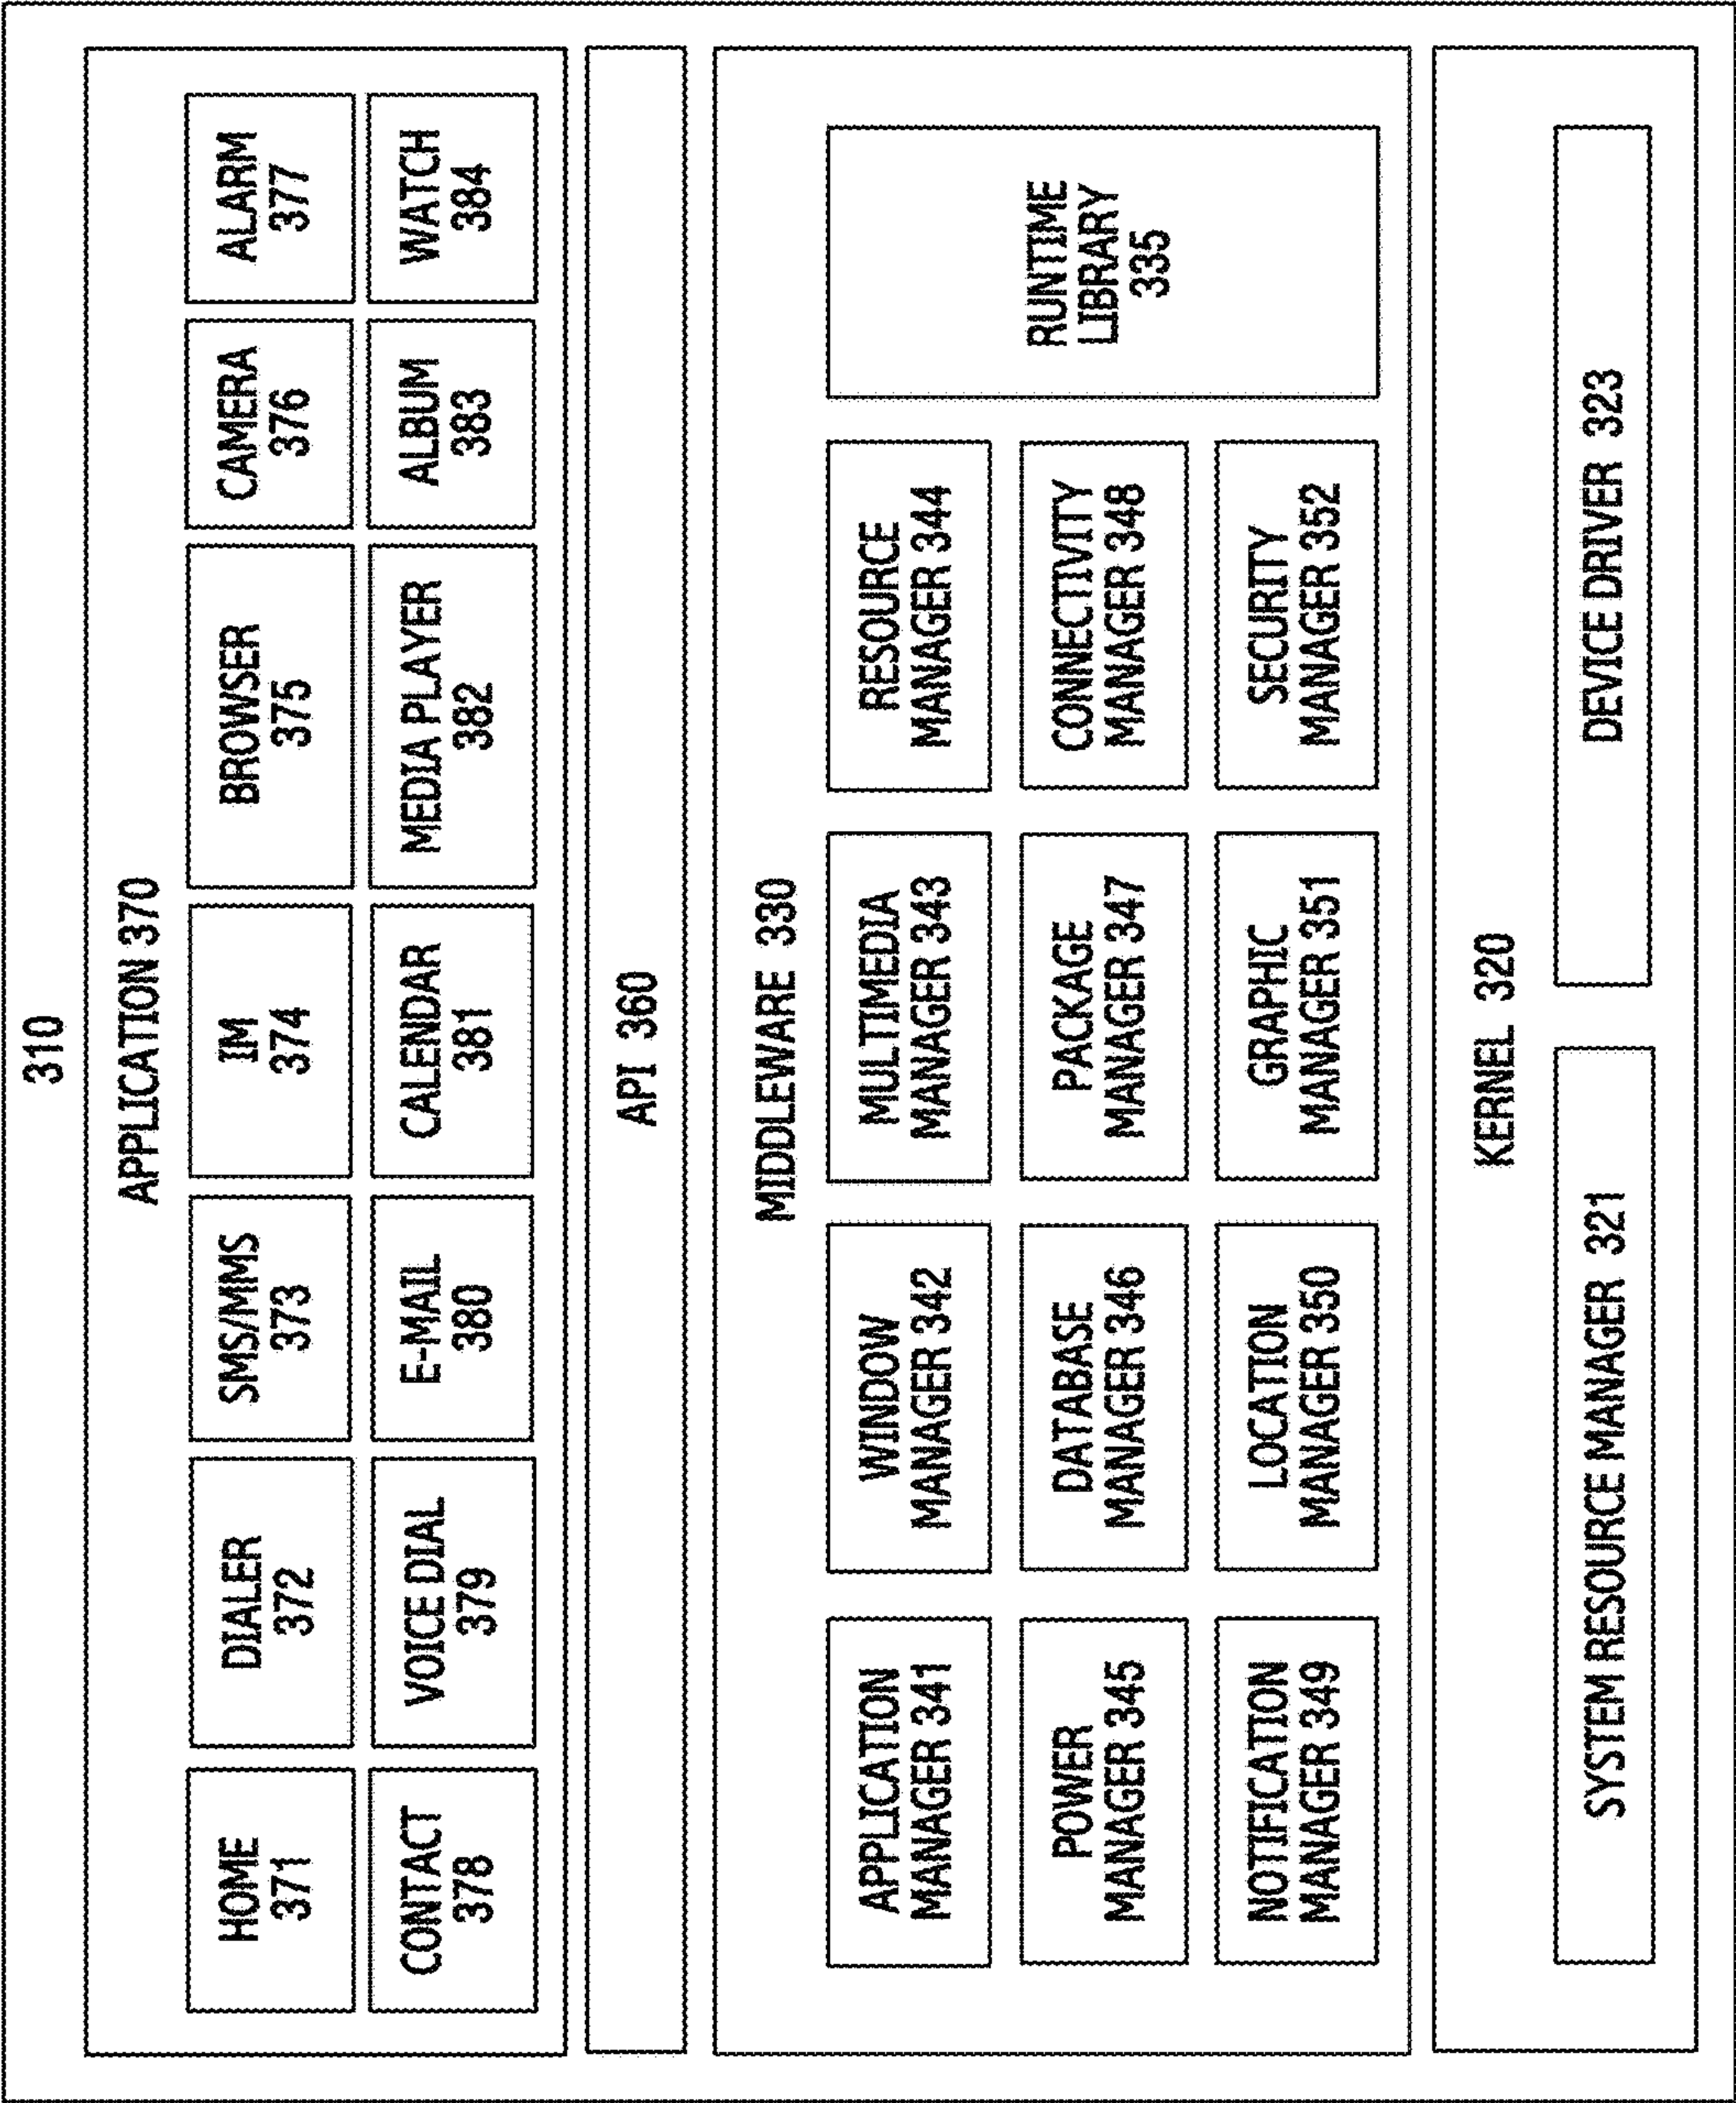 310
APPLICATION 370
HOME
371
DIALER
372
SMS/MMS
373
IM
374
BROWSER
375
CAMERA
376
ALARM
377
CONTACT
378
VOICE DIAL
379
E-MAIL
380
CALENDAR
381
MEDIA PLAYER
382
ALBUM
383
WATCH
384
API 360
MIDDLEWARE 330
APPLICATION
MANAGER 341
WINDOW
MANAGER 342
MULTIMEDIA
MANAGER 343
RESOURCE
MANAGER 344
POWER
MANAGER 345
DATABASE
MANAGER 346
PACKAGE
MANAGER 347
CONNECTIVITY
MANAGER 348
NOTIFICATION
MANAGER 349
LOCATION
MANAGER 350
GRAPHIC
MANAGER 351
SECURITY
MANAGER 352
RUNTIME
LIBRARY
335
KERNEL 320
SYSTEM RESOURCE MANAGER 321
DEVICE DRIVER 323